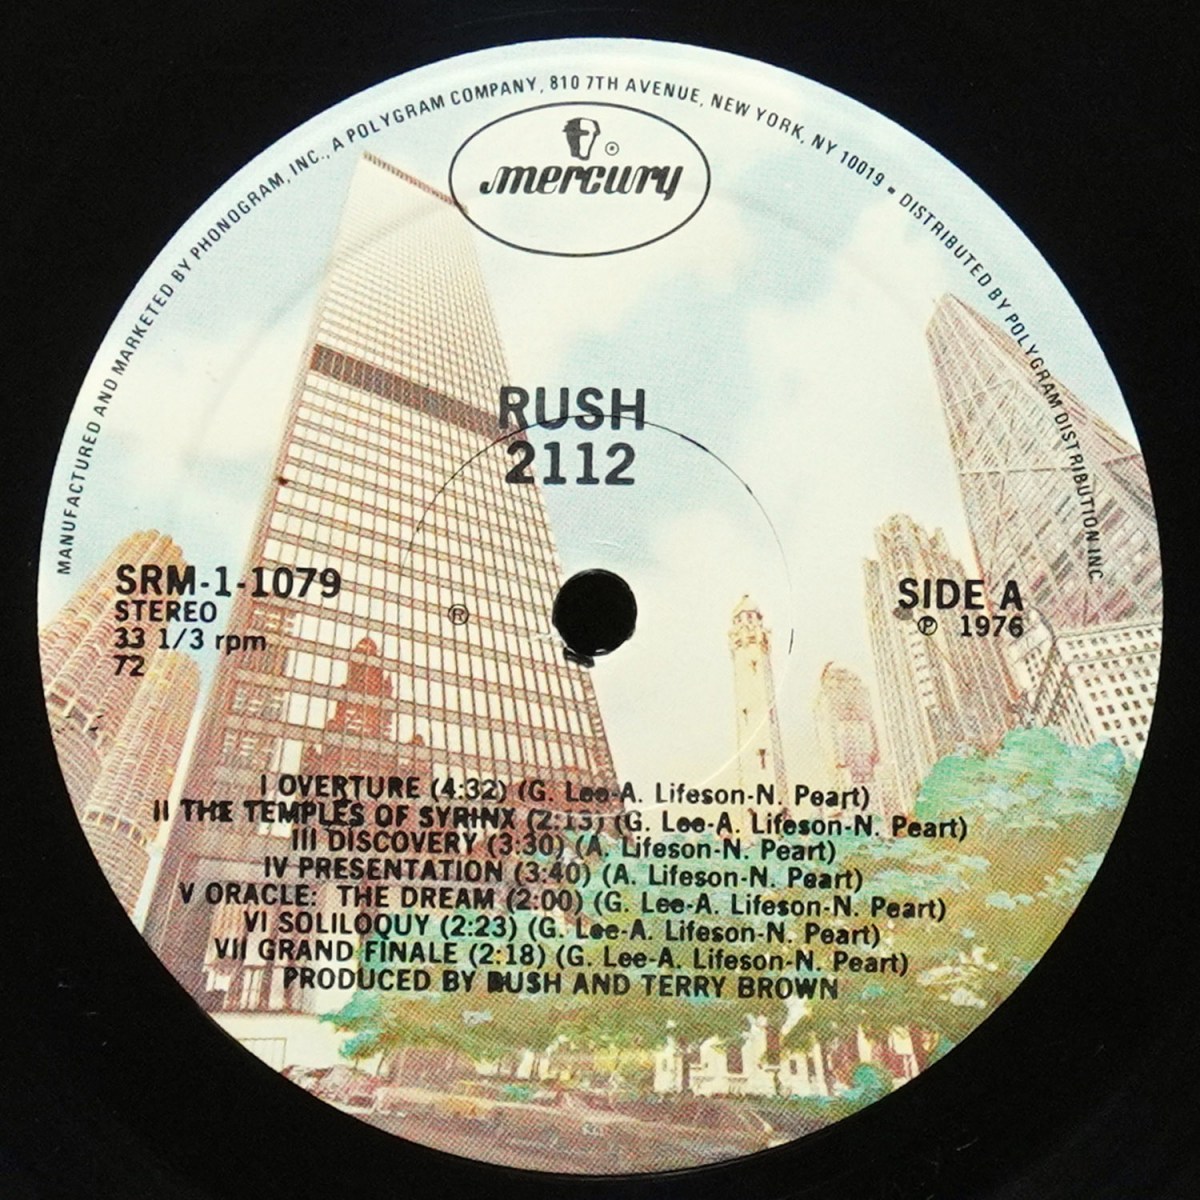 MANUFACTURED AND MARKETED BY PHONOGRAM, INC., A POLYGRAM COMPANY, 810 7TH AVENUE, NEW YORK, NY 10019 • DISTRIBUTED BY POLYGRAM DISTRIBUTION INC
mercury ®
RUSH
2112
SRM-1-1079
STEREO
33 1/3 rpm
72
®
SIDE A
℗ 1976
I OVERTURE (4:32) (G. Lee-A. Lifeson-N. Peart)
II THE TEMPLES OF SYRINX (2:13) (G. Lee-A. Lifeson-N. Peart)
III DISCOVERY (3:30) (A. Lifeson-N. Peart)
IV PRESENTATION (3:40) (A. Lifeson-N. Peart)
V ORACLE: THE DREAM (2:00) (G. Lee-A. Lifeson-N. Peart)
VI SOLILOQUY (2:23) (G. Lee-A. Lifeson-N. Peart)
VII GRAND FINALE (2:18) (G. Lee-A. Lifeson-N. Peart)
PRODUCED BY RUSH AND TERRY BROWN